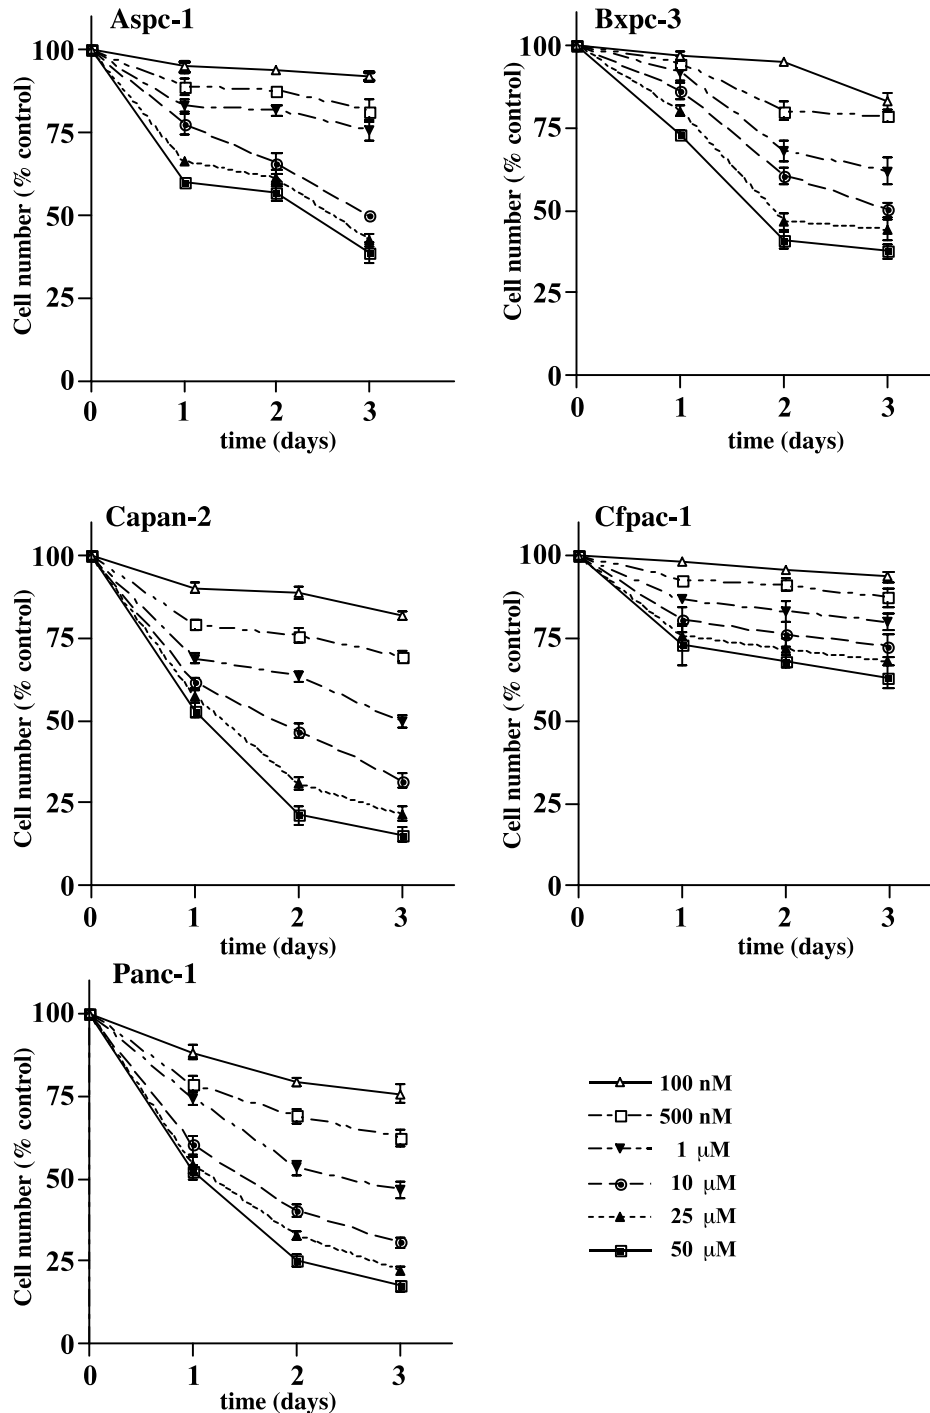 Aspc-1
Cell number (% control)
100
75
50
25
0
0 1 2 3
time (days)
Bxpc-3
Cell number (% control)
100
75
50
25
0
0 1 2 3
time (days)
Capan-2
Cell number (% control)
100
75
50
25
0
0 1 2 3
time (days)
Cfpac-1
Cell number (% control)
100
75
50
25
0
0 1 2 3
time (days)
Panc-1
Cell number (% control)
100
75
50
25
0
0 1 2 3
time (days)
100 nM
500 nM
1 μM
10 μM
25 μM
50 μM